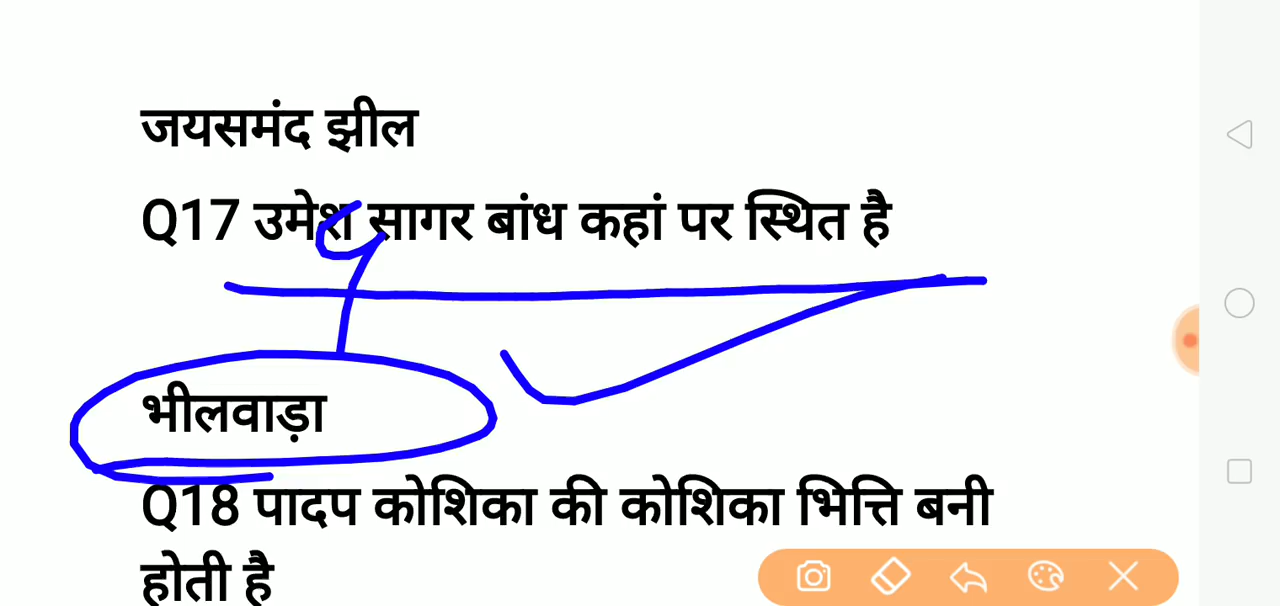 जयसमंद झील
Q17 उमेश सागर बांध कहां पर स्थित है
भीलवाड़ा
Q18 पादप कोशिका की कोशिका भित्ति बनी
होती है